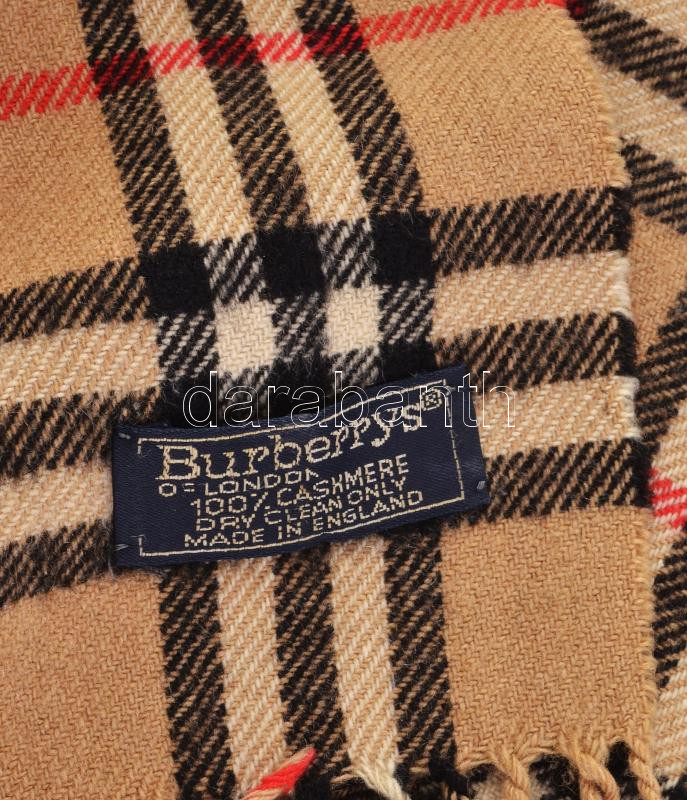 darabanth
Burberrys®
OF LONDON
100% CASHMERE
DRY CLEAN ONLY
MADE IN ENGLAND